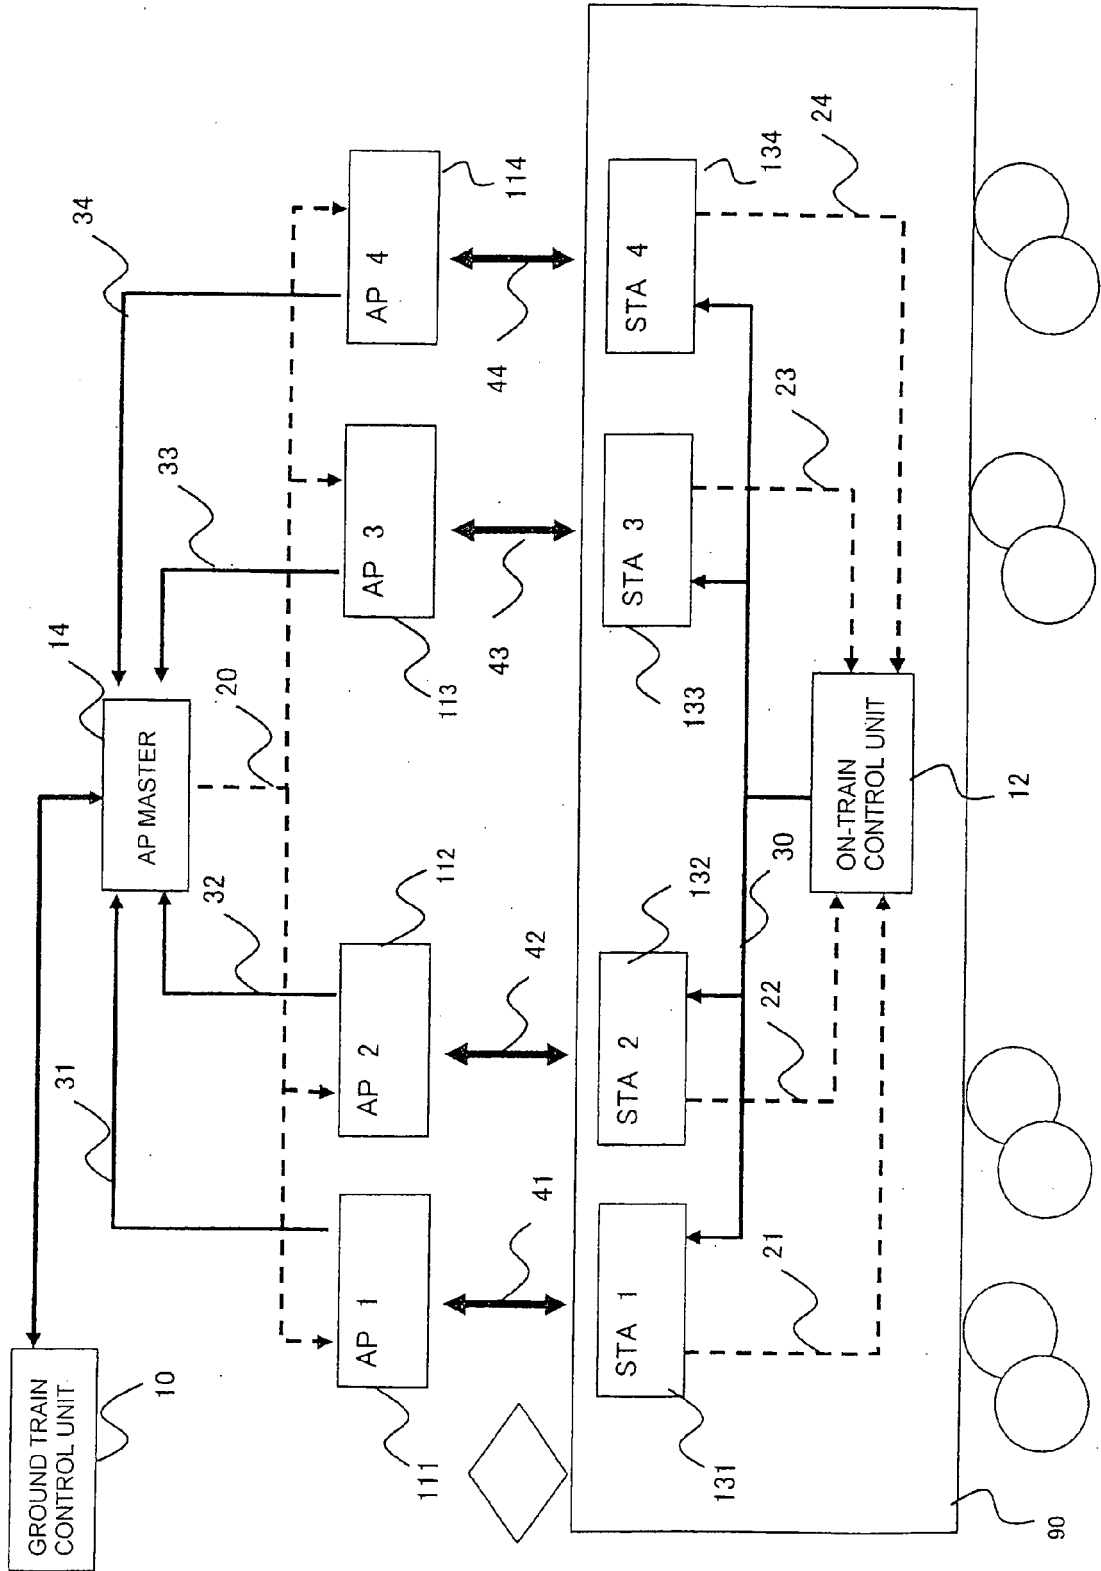 GROUND TRAIN
CONTROL UNIT
10
31
14
34
AP MASTER
20
32
33
AP 1
111
AP 2
112
AP 3
113
AP 4
114
41
42
43
44
STA 1
131
STA 2
132
STA 3
133
STA 4
134
30
21
22
23
24
ON-TRAIN
CONTROL UNIT
12
90